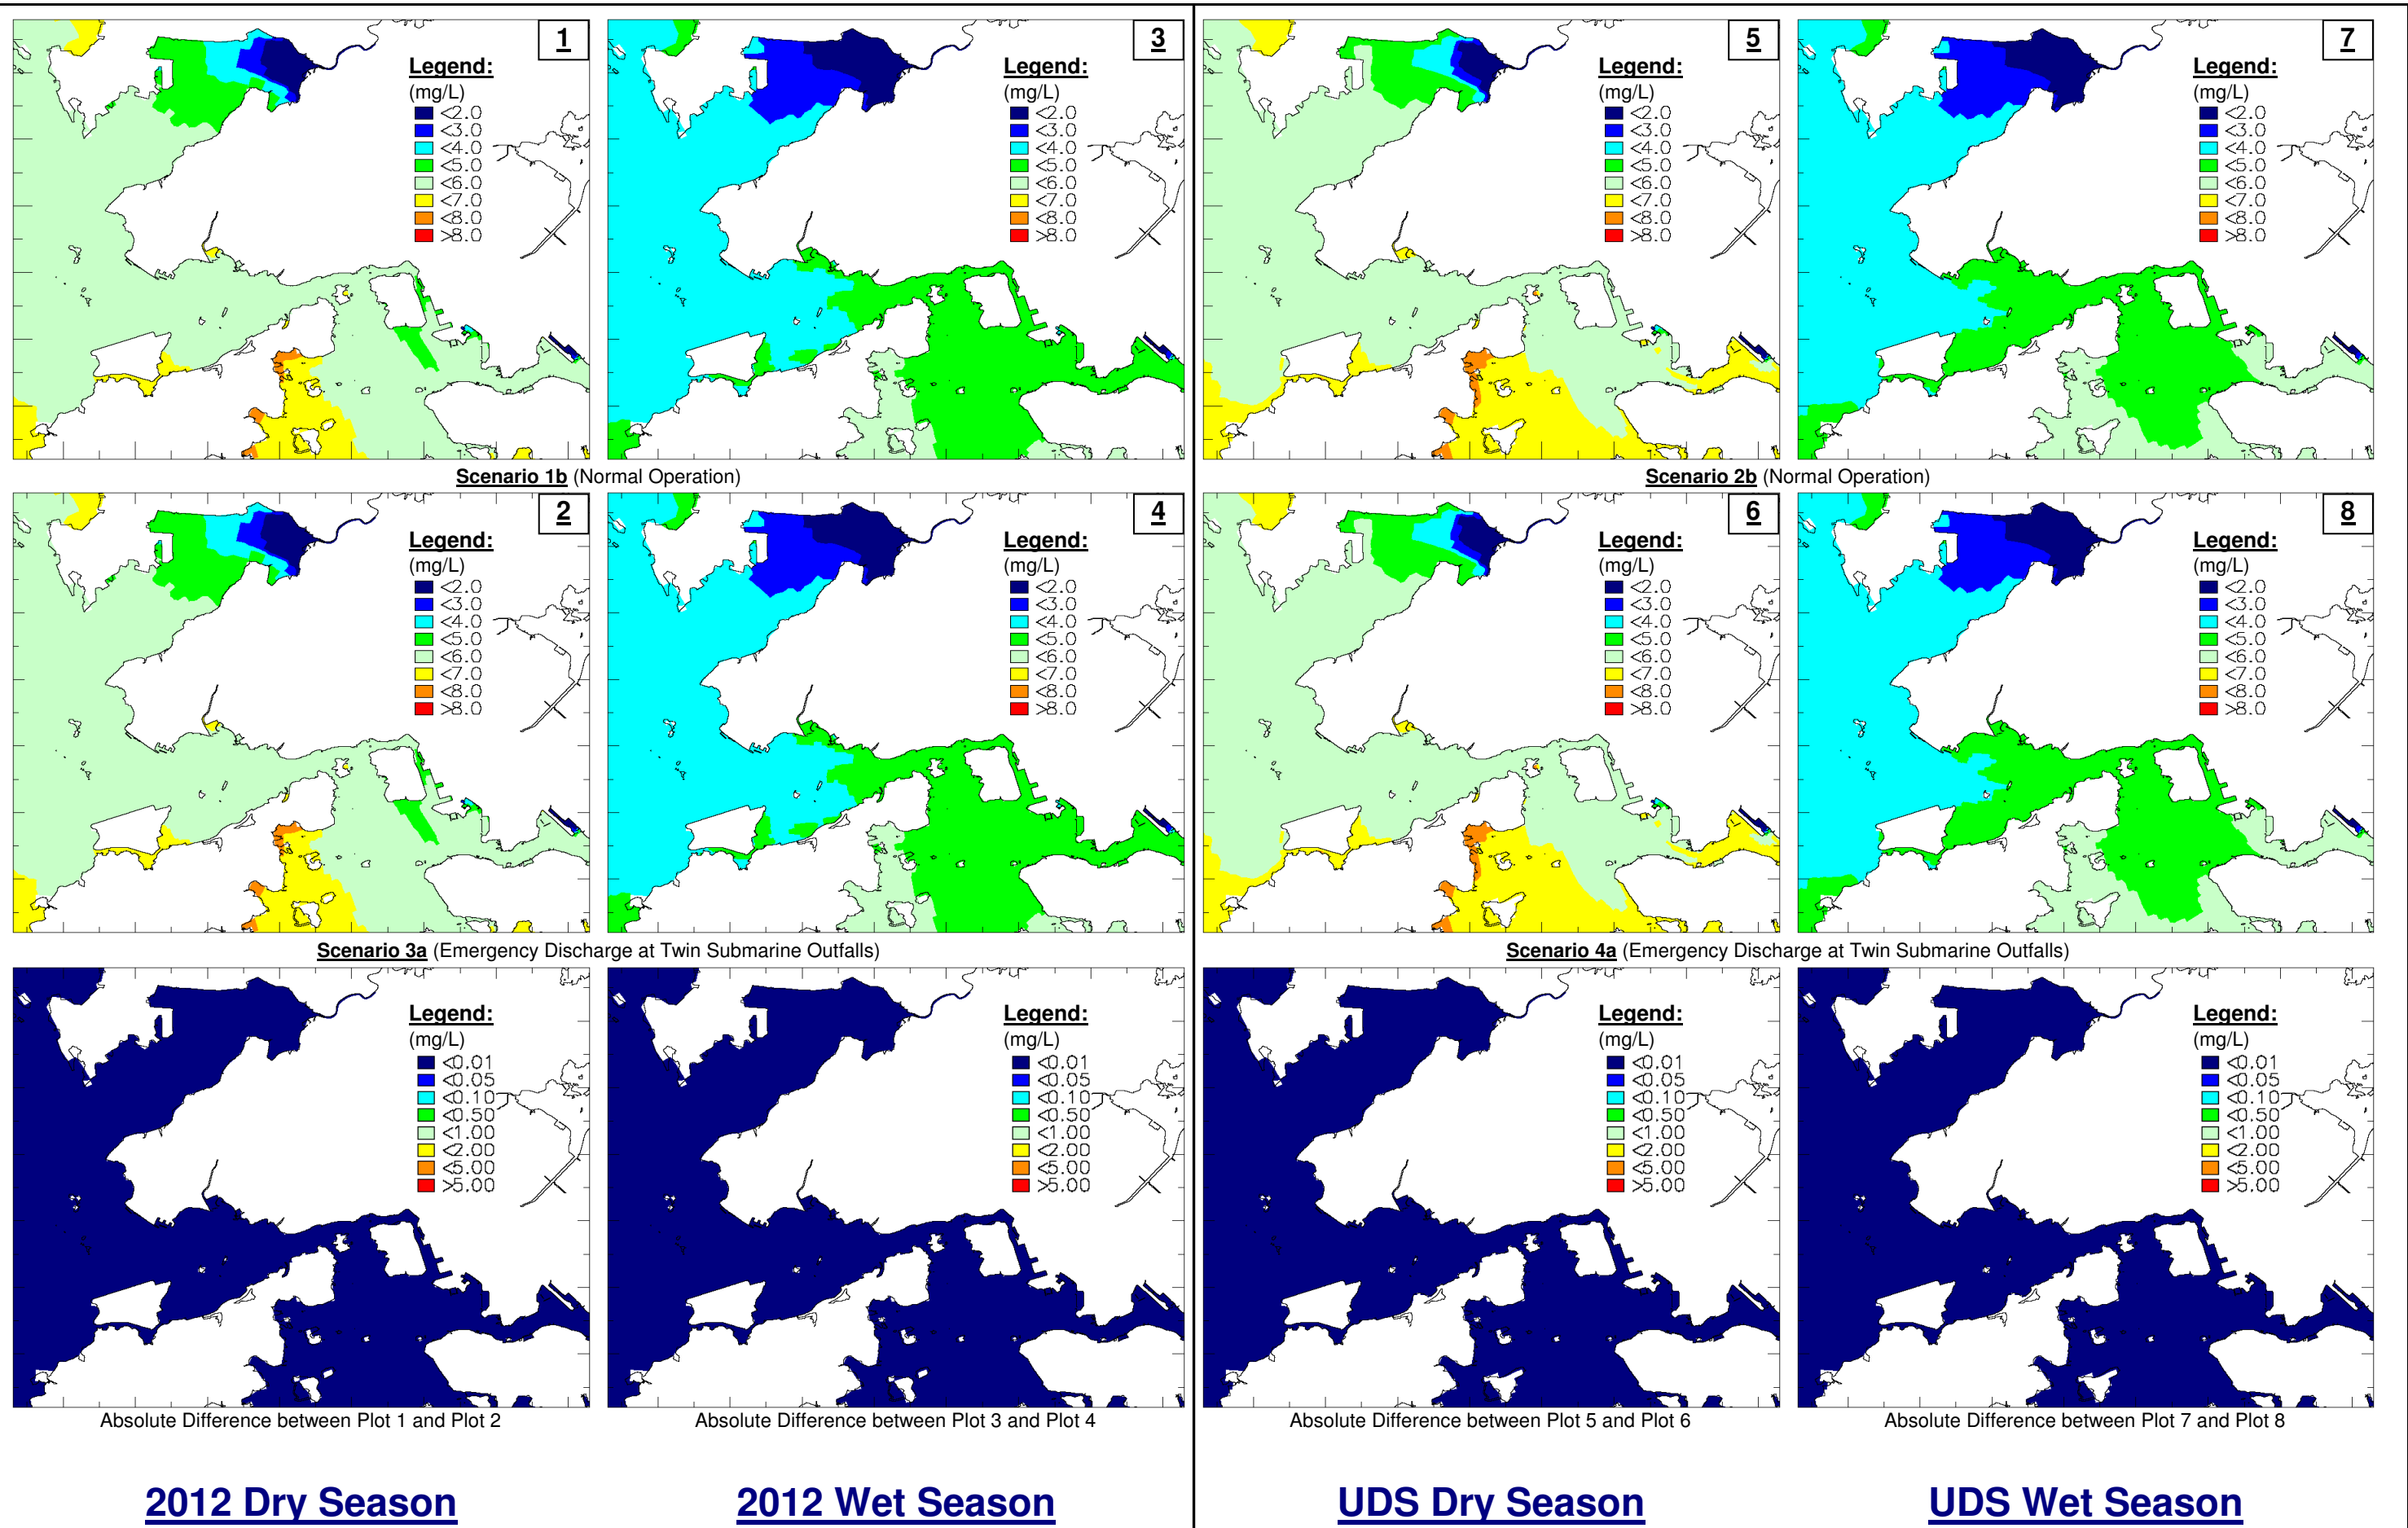 1
Legend:
(mg/L)
<2.0
<3.0
<4.0
<5.0
<6.0
<7.0
<8.0
>8.0
3
Legend:
(mg/L)
<2.0
<3.0
<4.0
<5.0
<6.0
<7.0
<8.0
>8.0
5
Legend:
(mg/L)
<2.0
<3.0
<4.0
<5.0
<6.0
<7.0
<8.0
>8.0
7
Legend:
(mg/L)
<2.0
<3.0
<4.0
<5.0
<6.0
<7.0
<8.0
>8.0
Scenario 1b (Normal Operation)
Scenario 2b (Normal Operation)
2
Legend:
(mg/L)
<2.0
<3.0
<4.0
<5.0
<6.0
<7.0
<8.0
>8.0
4
Legend:
(mg/L)
<2.0
<3.0
<4.0
<5.0
<6.0
<7.0
<8.0
>8.0
6
Legend:
(mg/L)
<2.0
<3.0
<4.0
<5.0
<6.0
<7.0
<8.0
>8.0
8
Legend:
(mg/L)
<2.0
<3.0
<4.0
<5.0
<6.0
<7.0
<8.0
>8.0
Scenario 3a (Emergency Discharge at Twin Submarine Outfalls)
Scenario 4a (Emergency Discharge at Twin Submarine Outfalls)
Legend:
(mg/L)
<0.01
<0.05
<0.10
<0.50
<1.00
<2.00
<5.00
>5.00
Legend:
(mg/L)
<0.01
<0.05
<0.10
<0.50
<1.00
<2.00
<5.00
>5.00
Legend:
(mg/L)
<0.01
<0.05
<0.10
<0.50
<1.00
<2.00
<5.00
>5.00
Legend:
(mg/L)
<0.01
<0.05
<0.10
<0.50
<1.00
<2.00
<5.00
>5.00
Absolute Difference between Plot 1 and Plot 2
Absolute Difference between Plot 3 and Plot 4
Absolute Difference between Plot 5 and Plot 6
Absolute Difference between Plot 7 and Plot 8
2012 Dry Season
2012 Wet Season
UDS Dry Season
UDS Wet Season